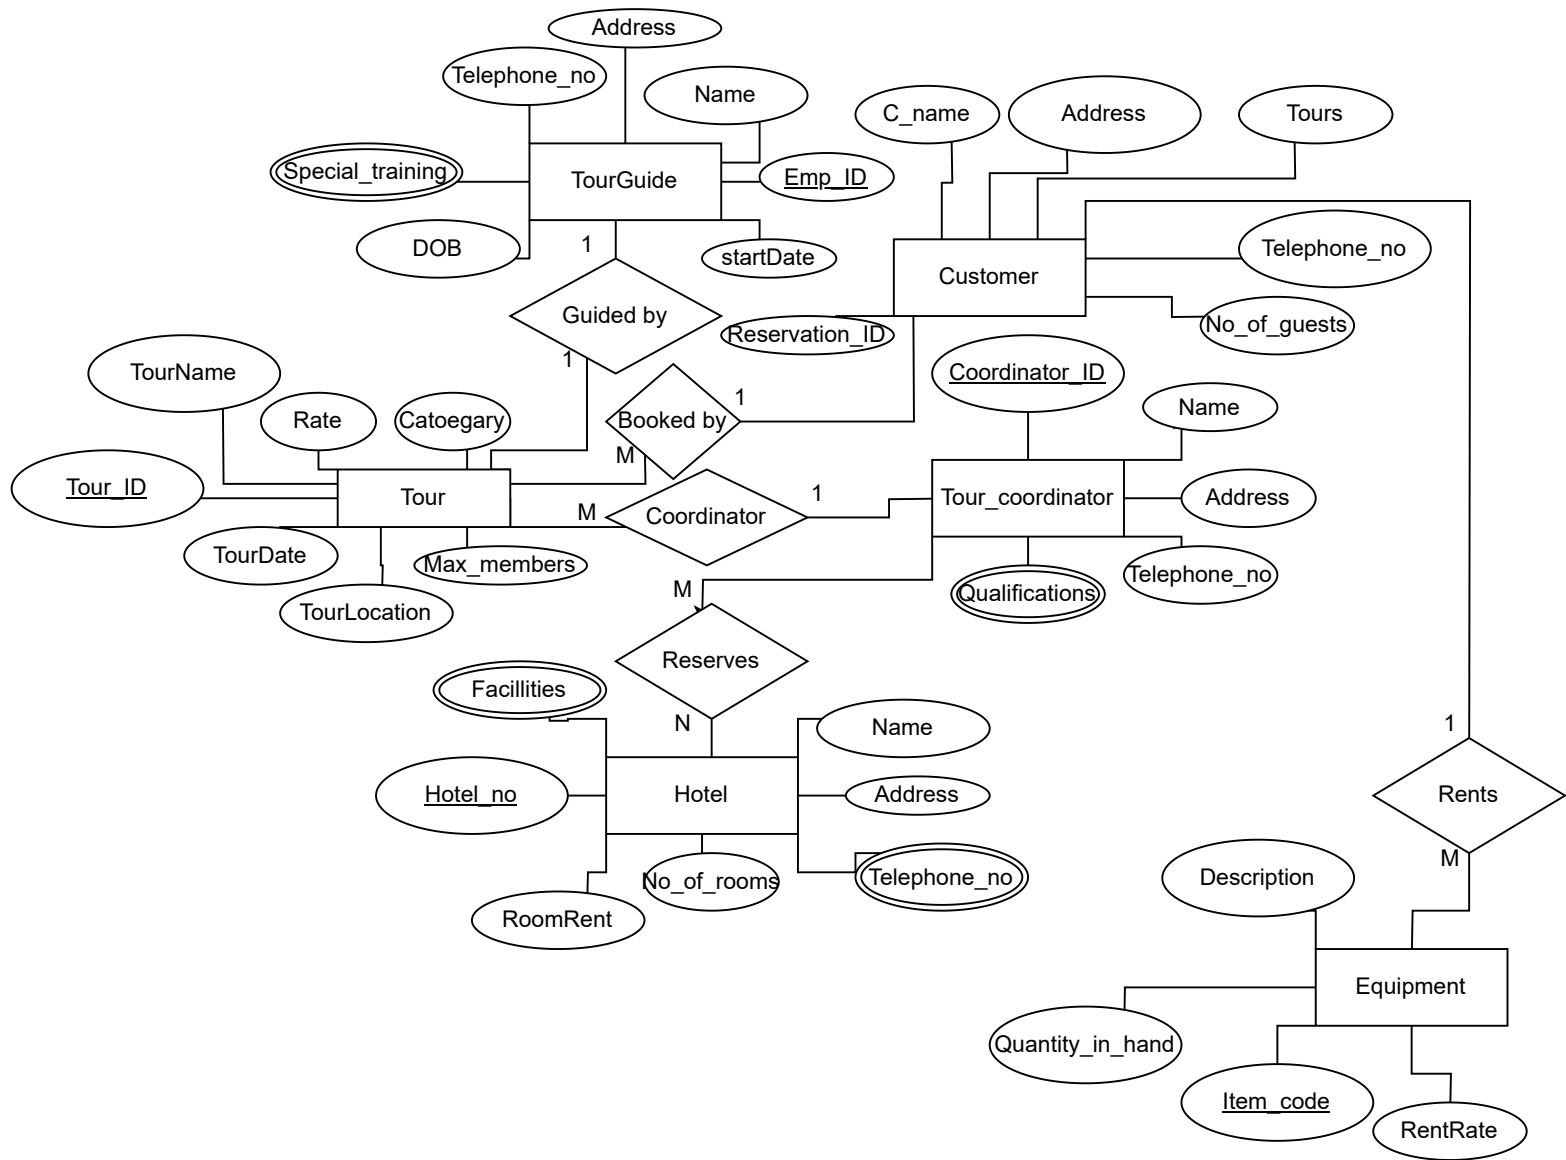 Address
Telephone_no
Name
C_name
Address
Tours
Special_training
TourGuide
Emp_ID
DOB
1
startDate
Telephone_no
Customer
Guided by
Reservation_ID
No_of_guests
1
TourName
Coordinator_ID
Rate
Catoegary
Booked by
1
Name
M
Tour_ID
Tour
M
Coordinator
1
Tour_coordinator
Address
TourDate
Max_members
Telephone_no
TourLocation
M
Qualifications
Reserves
Facillities
N
Name
1
Hotel_no
Hotel
Address
Rents
M
RoomRent
No_of_rooms
Telephone_no
Description
Equipment
Quantity_in_hand
Item_code
RentRate